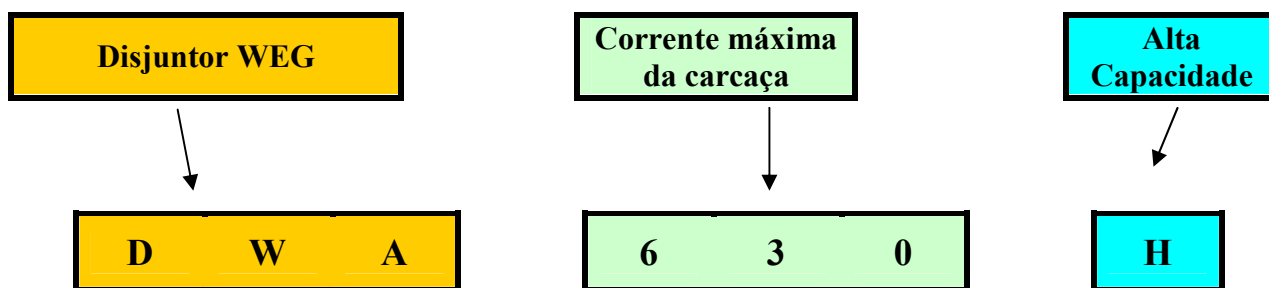 Disjuntor WEG
Corrente máxima
da carcaça
Alta
Capacidade
D W A
6 3 0
H